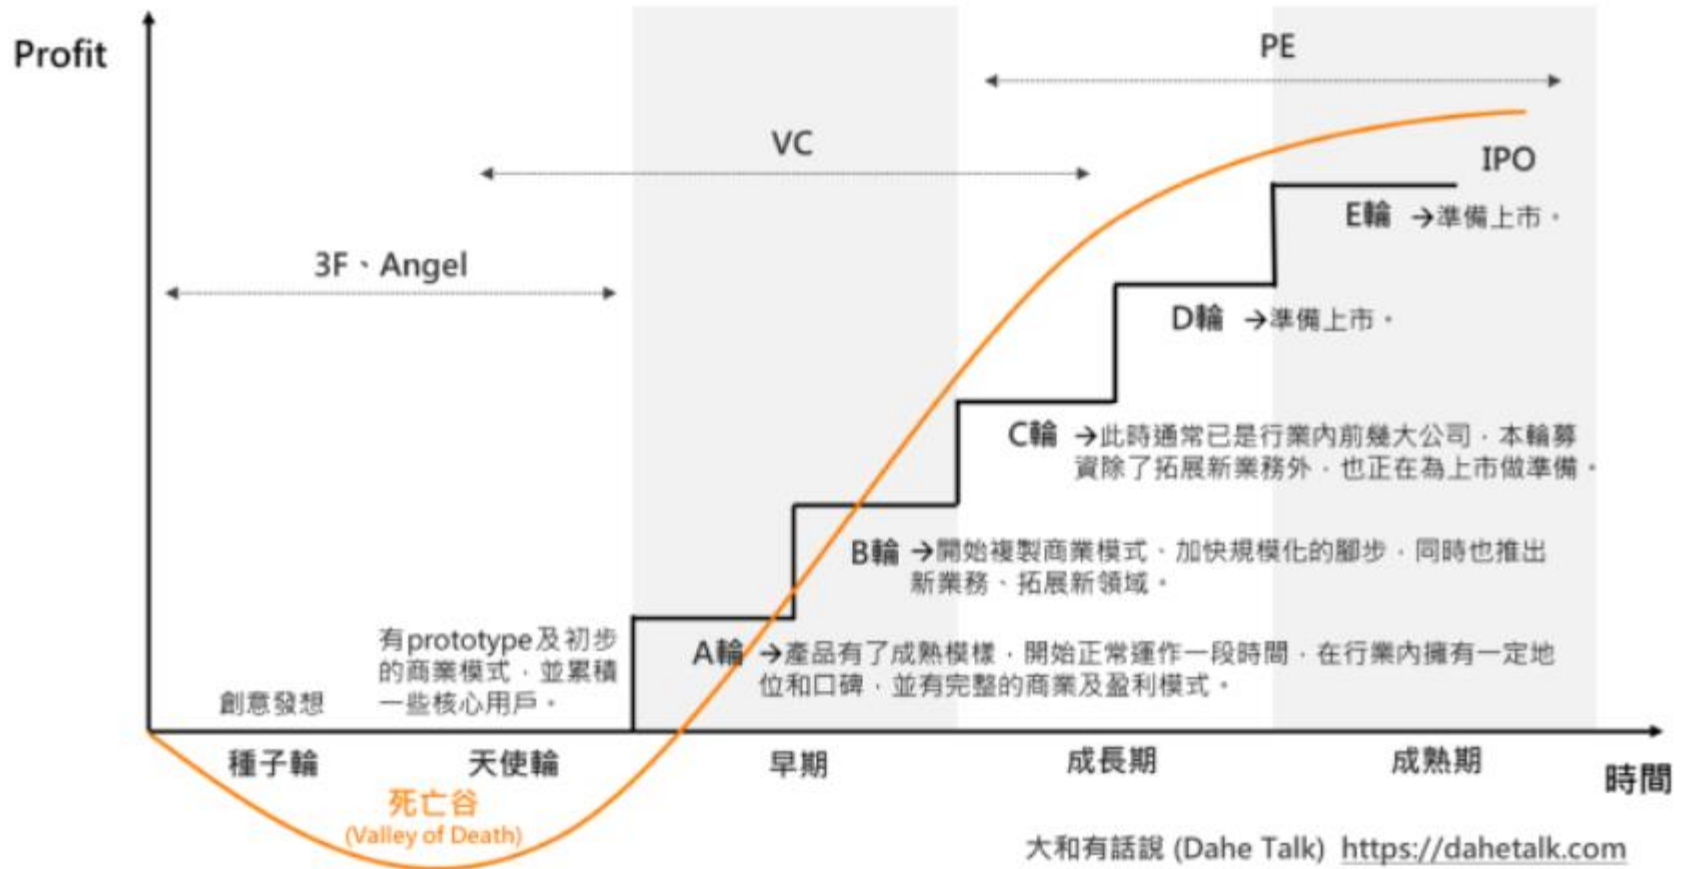 Profit
PE
VC
IPO
E輪 →準備上市。
3F、Angel
D輪 →準備上市。
C輪 →此時通常已是行業內前幾大公司，本輪募
資除了拓展新業務外，也正在為上市做準備。
B輪 →開始複製商業模式、加快規模化的腳步，同時也推出
新業務、拓展新領域。
有prototype及初步
的商業模式，並累積
一些核心用戶。
A輪 →產品有了成熟模樣，開始正常運作一段時間，在行業內擁有一定地
位和口碑，並有完整的商業及盈利模式。
創意發想
種子輪
天使輪
早期
成長期
成熟期
時間
死亡谷
(Valley of Death)
大和有話說 (Dahe Talk) https://dahetalk.com